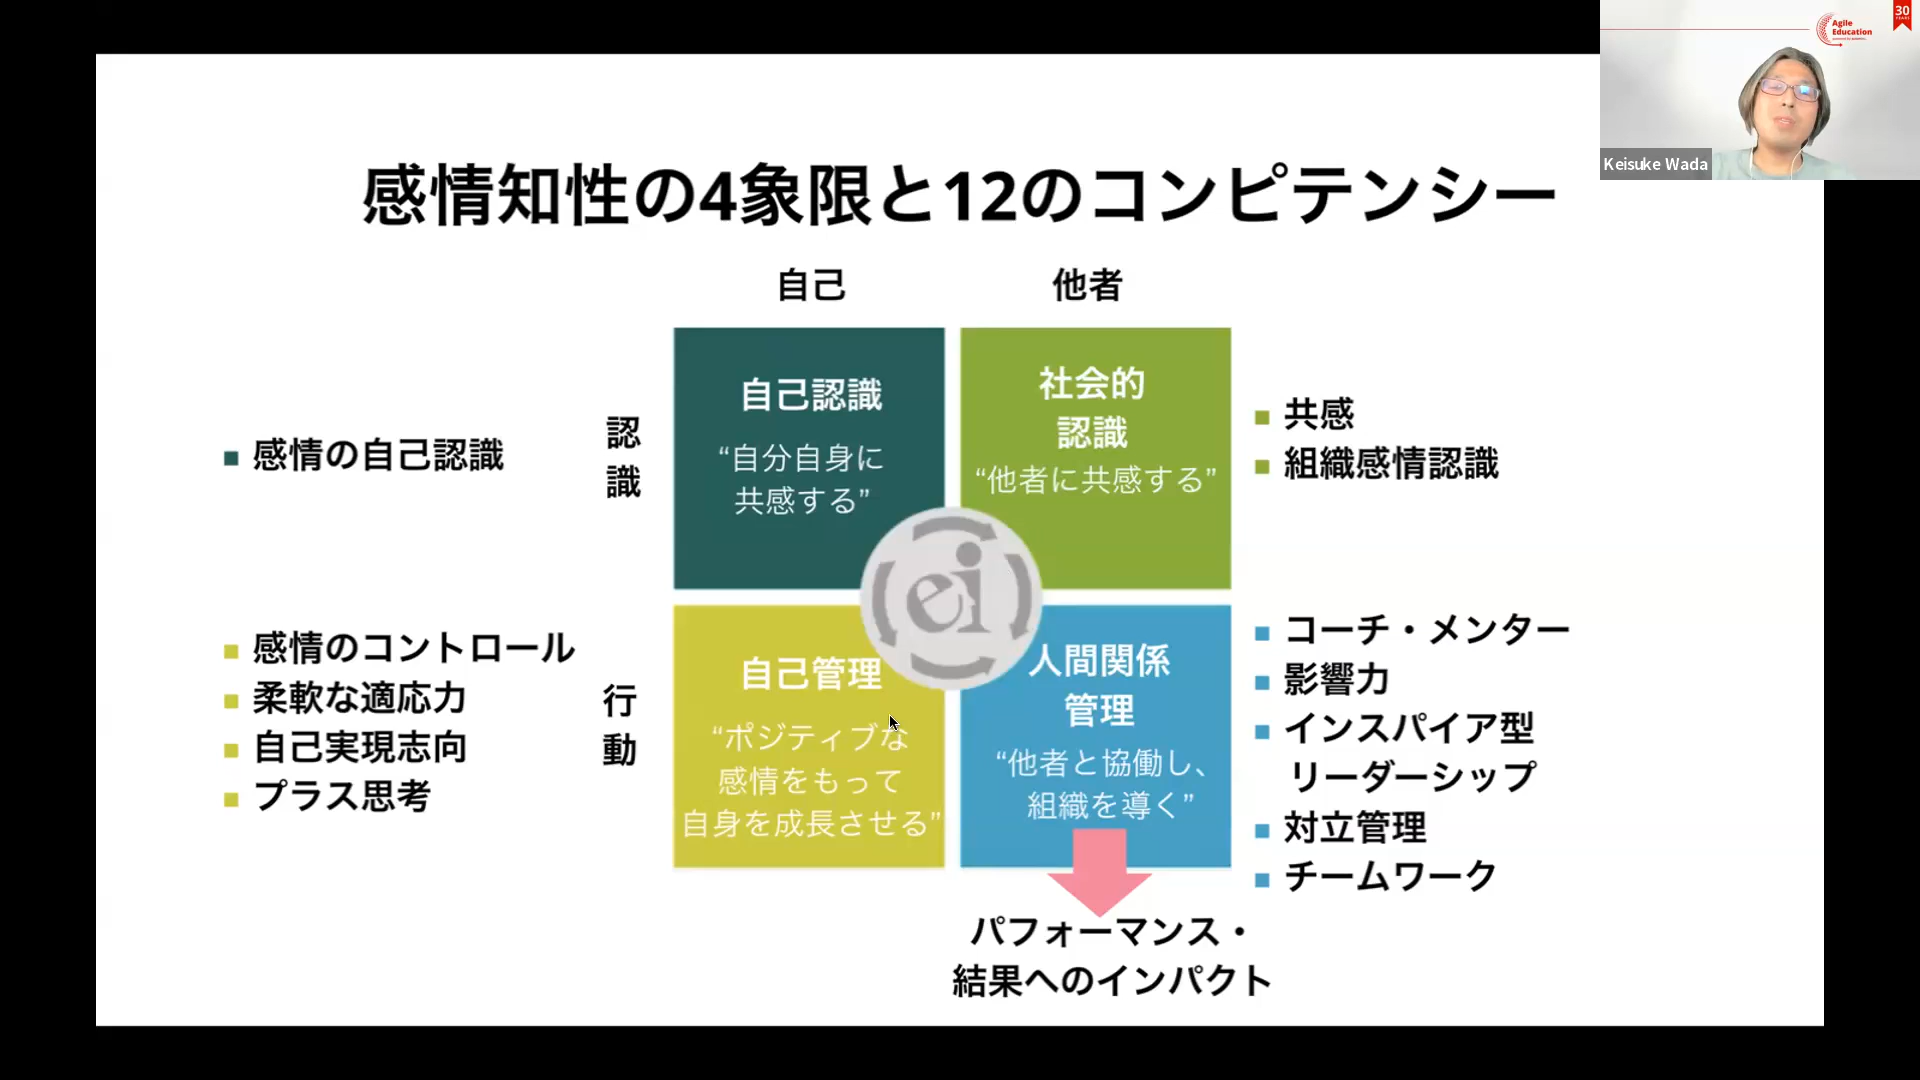 30
YEARS
Agile
Education
Keisuke Wada
感情知性の4象限と12のコンピテンシー
自己
他者
認
識
感情の自己認識
自己認識
“自分自身に
共感する”
社会的
認識
“他者に共感する”
共感
組織感情認識
ei
行
動
感情のコントロール
柔軟な適応力
自己実現志向
プラス思考
自己管理
“ポジティブな
感情をもって
自身を成長させる”
人間関係
管理
“他者と協働し、
組織を導く”
コーチ・メンター
影響力
インスパイア型
リーダーシップ
対立管理
チームワーク
パフォーマンス・
結果へのインパクト